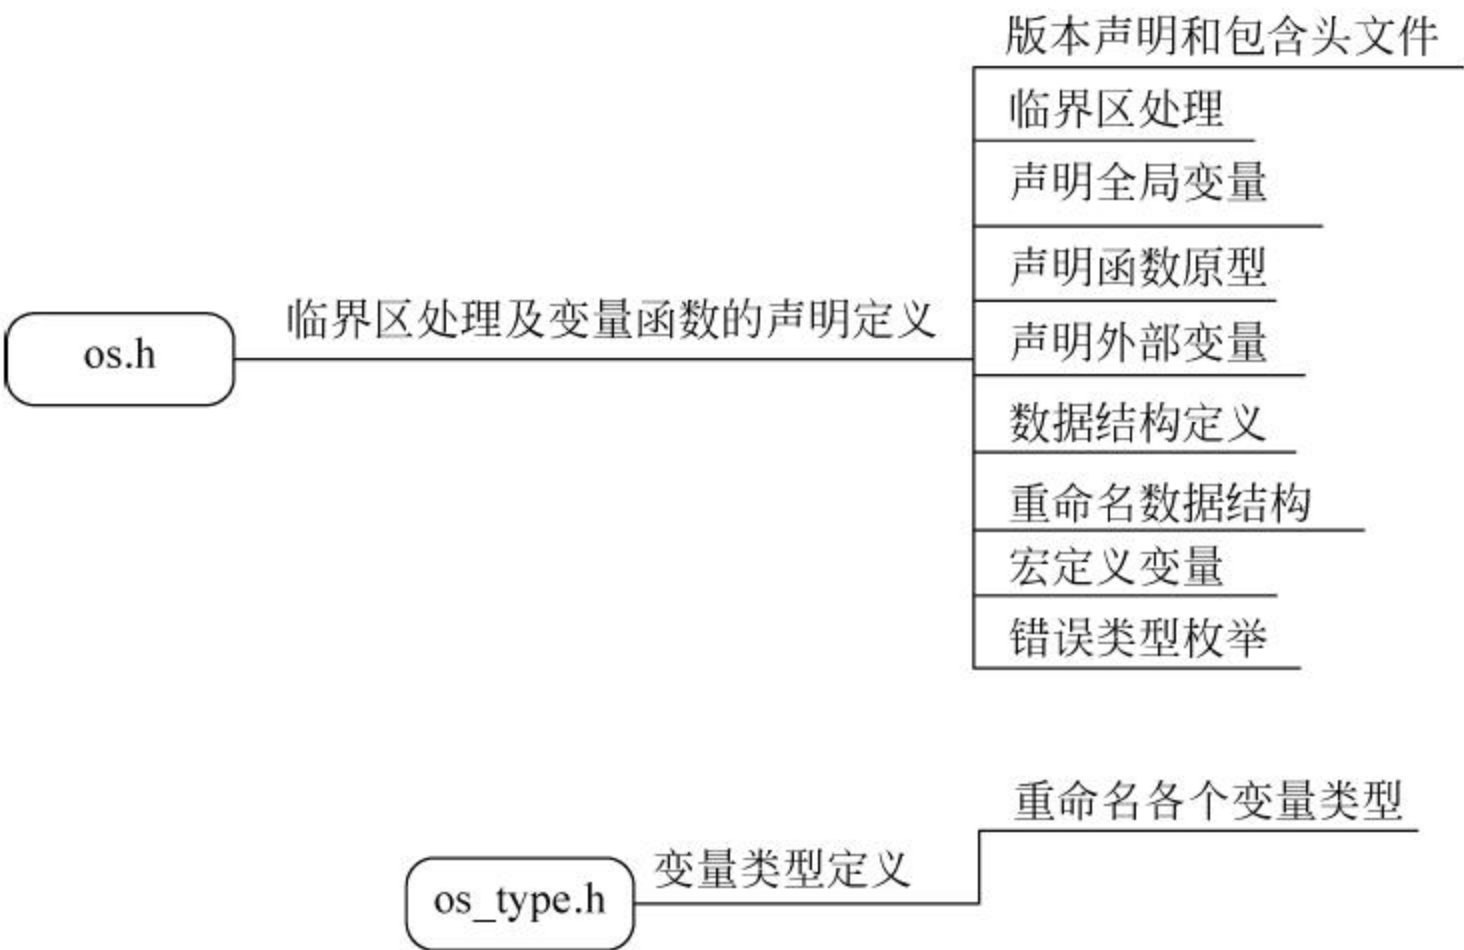 版本声明和包含头文件
临界区处理
声明全局变量
声明函数原型
临界区处理及变量函数的声明定义
os.h
声明外部变量
数据结构定义
重命名数据结构
宏定义变量
错误类型枚举
重命名各个变量类型
变量类型定义
os_type.h